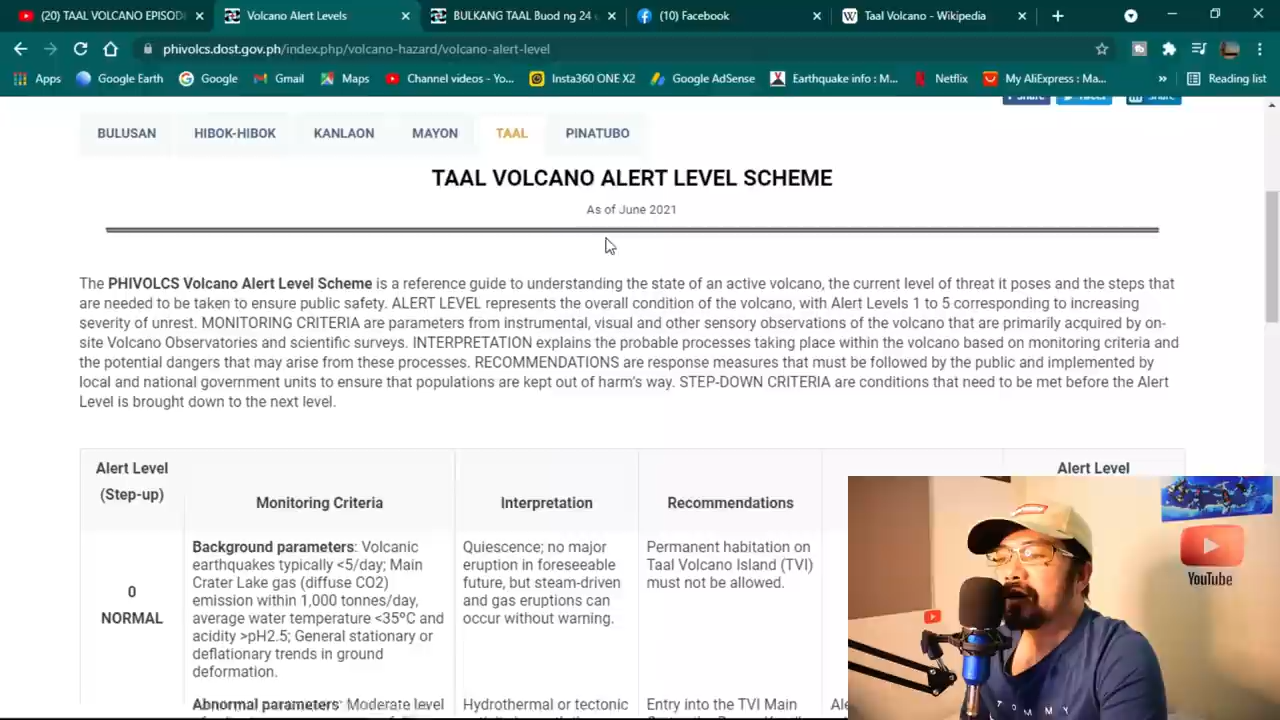 (20) TAAL VOLCANO EPISODE
Volcano Alert Levels
BULKANG TAAL Buod ng 24
(10) Facebook
Taal Volcano - Wikipedia
phivolcs.dost.gov.ph/index.php/volcano-hazard/volcano-alert-level
Apps
Google Earth
Google
Gmail
Maps
Channel videos - Yo...
Insta360 ONE X2
Google AdSense
Earthquake info : M...
Netflix
My AliExpress : Ma...
Reading list
Share
Tweet
Share
BULUSAN
HIBOK-HIBOK
KANLAON
MAYON
TAAL
PINATUBO
TAAL VOLCANO ALERT LEVEL SCHEME
As of June 2021
The PHIVOLCS Volcano Alert Level Scheme is a reference guide to understanding the state of an active volcano, the current level of threat it poses and the steps that
are needed to be taken to ensure public safety. ALERT LEVEL represents the overall condition of the volcano, with Alert Levels 1 to 5 corresponding to increasing
severity of unrest. MONITORING CRITERIA are parameters from instrumental, visual and other sensory observations of the volcano that are primarily acquired by on-
site Volcano Observatories and scientific surveys. INTERPRETATION explains the probable processes taking place within the volcano based on monitoring criteria and
the potential dangers that may arise from these processes. RECOMMENDATIONS are response measures that must be followed by the public and implemented by
local and national government units to ensure that populations are kept out of harm's way. STEP-DOWN CRITERIA are conditions that need to be met before the Alert
Level is brought down to the next level.
Alert Level
(Step-up)
Monitoring Criteria
Interpretation
Recommendations
Alert Level
0
NORMAL
Background parameters: Volcanic
earthquakes typically <5/day; Main
Crater Lake gas (diffuse CO2)
emission within 1,000 tonnes/day,
average water temperature <35ºC and
acidity >pH2.5; General stationary or
deflationary trends in ground
deformation.
Quiescence; no major
eruption in foreseeable
future, but steam-driven
and gas eruptions can
occur without warning.
Permanent habitation on
Taal Volcano Island (TVI)
must not be allowed.
Abnormal parameters: Moderate level
Hydrothermal or tectonic
Entry into the TVI Main
YouTube
TOMMY